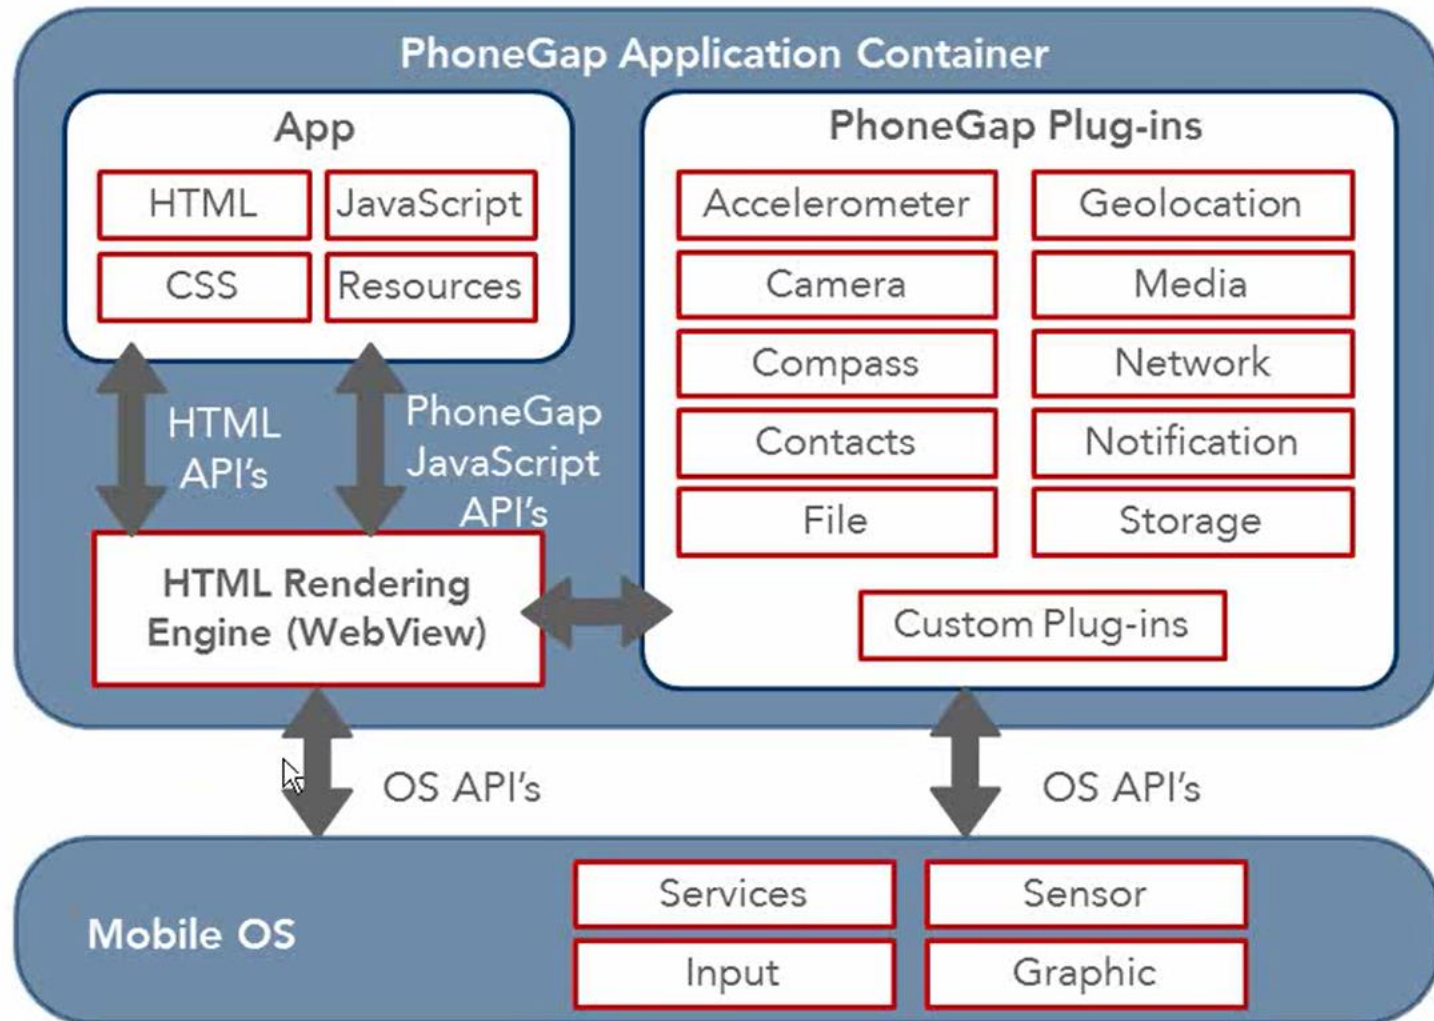 PhoneGap Application Container
App
HTML
JavaScript
CSS
Resources
HTML
API's
PhoneGap
JavaScript
API's
HTML Rendering
Engine (WebView)
PhoneGap Plug-ins
Accelerometer
Geolocation
Camera
Media
Compass
Network
Contacts
Notification
File
Storage
Custom Plug-ins
OS API's
OS API's
Mobile OS
Services
Sensor
Input
Graphic